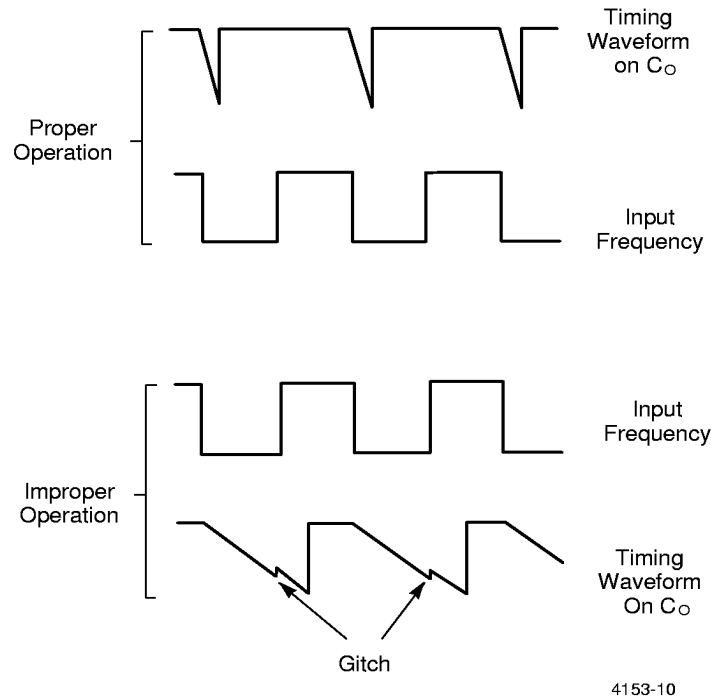 Timing
Waveform
on CO
Proper
Operation
Input
Frequency
Input
Frequency
Improper
Operation
Timing
Waveform
On CO
Gitch
4153-10